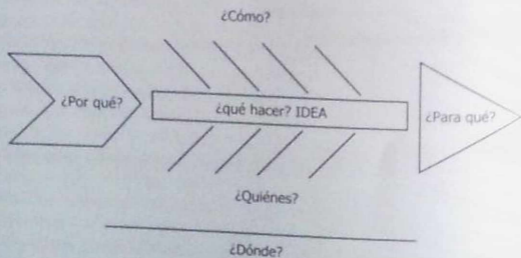 ¿Cómo?
¿Por qué?
¿qué hacer? IDEA
¿Para qué?
¿Quiénes?
¿Dónde?